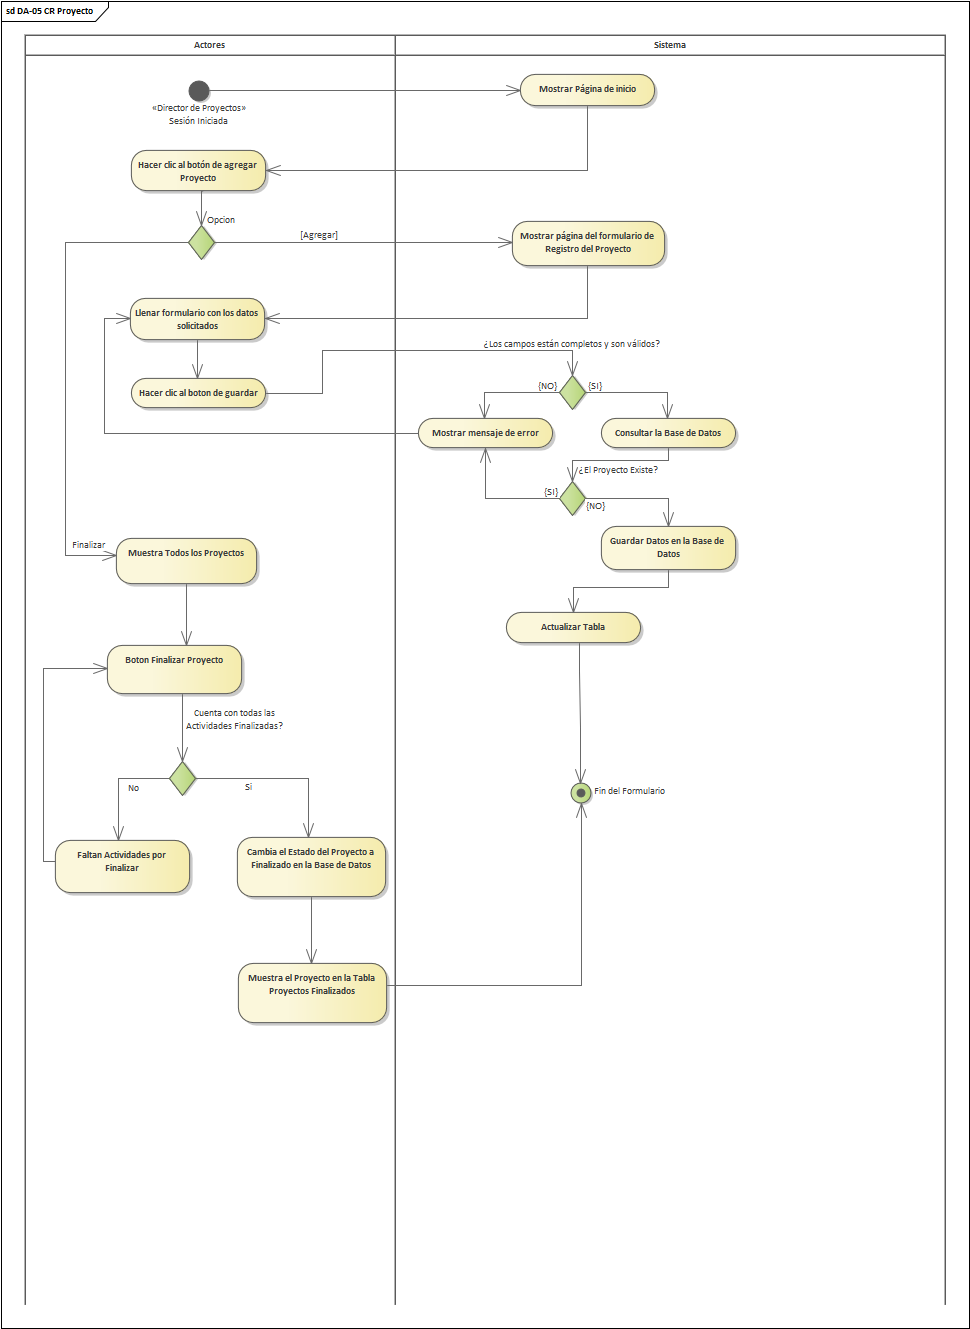 sd DA-05 CR Proyecto
Actores
Sistema
Mostrar Página de inicio
«Director de Proyectos»
Sesión Iniciada
Hacer clic al botón de agregar
Proyecto
Opcion
[Agregar]
Mostrar página del formulario de
Registro del Proyecto
Llenar formulario con los datos
solicitados
¿Los campos están completos y son válidos?
Hacer clic al boton de guardar
{NO}
{SI}
Mostrar mensaje de error
Consultar la Base de Datos
¿El Proyecto Existe?
{SI}
{NO}
Guardar Datos en la Base de
Datos
Finalizar
Muestra Todos los Proyectos
Actualizar Tabla
Boton Finalizar Proyecto
Cuenta con todas las
Actividades Finalizadas?
No
Si
Fin del Formulario
Faltan Actividades por
Finalizar
Cambia el Estado del Proyecto a
Finalizado en la Base de Datos
Muestra el Proyecto en la Tabla
Proyectos Finalizados